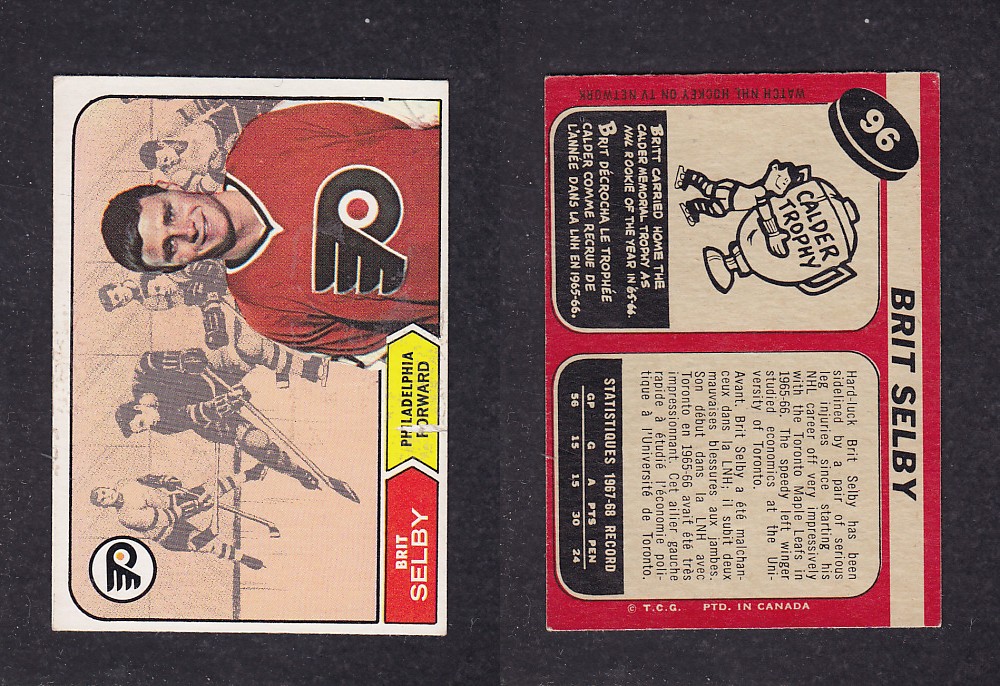 PHILADELPHIA
FORWARD
BRIT
SELBY
WATCH NHL HOCKEY ON TV NETWORK
96
BRIT SELBY
CALDER
TROPHY
BRITT CARRIED HOME THE
CALDER MEMORIAL TROPHY AS
NHL ROOKIE OF THE YEAR IN '65-66.
BRIT DÉCROCHA LE TROPHÉE
CALDER COMME RECRUE DE
L'ANNÉE DANS LA LNH EN 1965-66.
Hard-luck Brit Selby has been
sidelined by a pair of serious
leg injuries since starting his
NHL career off very impressively
with the Toronto Maple Leafs in
1965-66. The speedy left winger
studied economics at the Uni-
versity of Toronto.
Avant. Brit Selby, a été malchan-
ceux dans la LNH; il subit deux
mauvaises blessures aux jambes.
Son début dans la LNH avec
Toronto en 1965-66 avait été très
impressionnant. Cet ailier gauche
rapide a étudié l'économie poli-
tique à l'Université de Toronto.
STATISTIQUES 1967-68 RECORD
GP G A PTS PEN
56 15 15 30 24
© T.C.G. PTD. IN CANADA